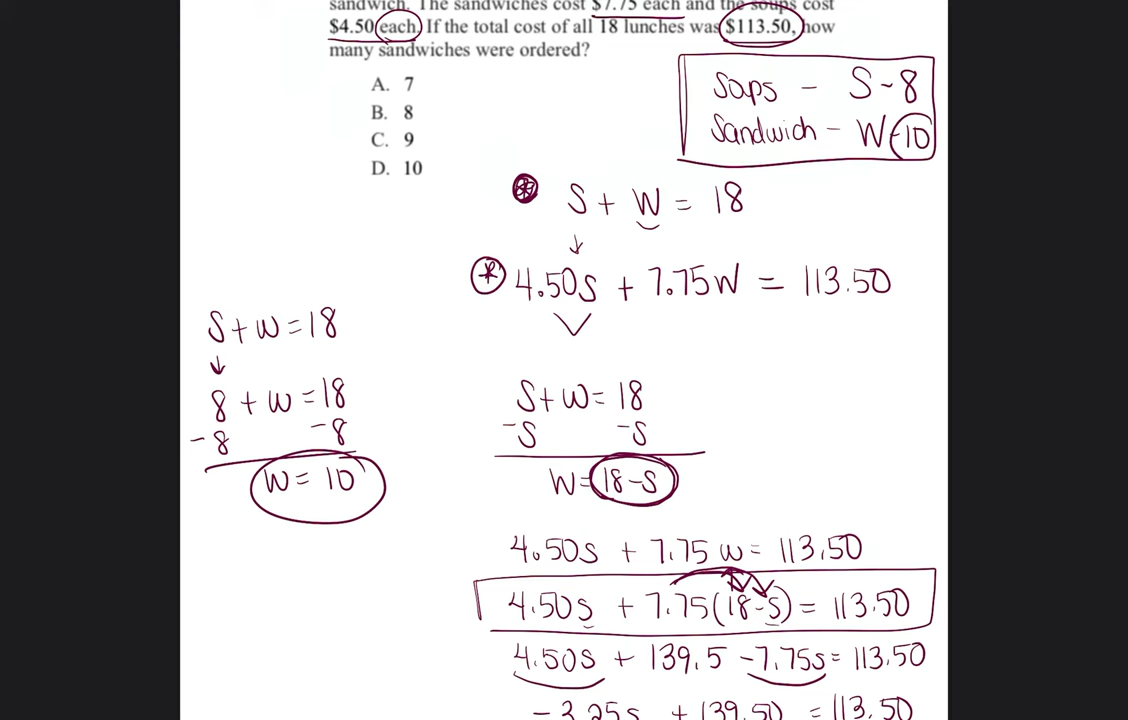 sandwich. The sandwiches cost $7.75 each and the soups cost
$4.50 each. If the total cost of all 18 lunches was $113.50, how
many sandwiches were ordered?
A. 7
B. 8
C. 9
D. 10
Soups - S - 8
Sandwich - W - 10
S + W = 18
4.50S + 7.75W = 113.50
S + W = 18
8 + W = 18
-8 -8
W = 10
S + W = 18
-S -S
W = 18 - S
4.50S + 7.75W = 113.50
4.50S + 7.75(18 - S) = 113.50
4.50S + 139.5 - 7.75S = 113.50
-3.25S + 139.50 = 113.50